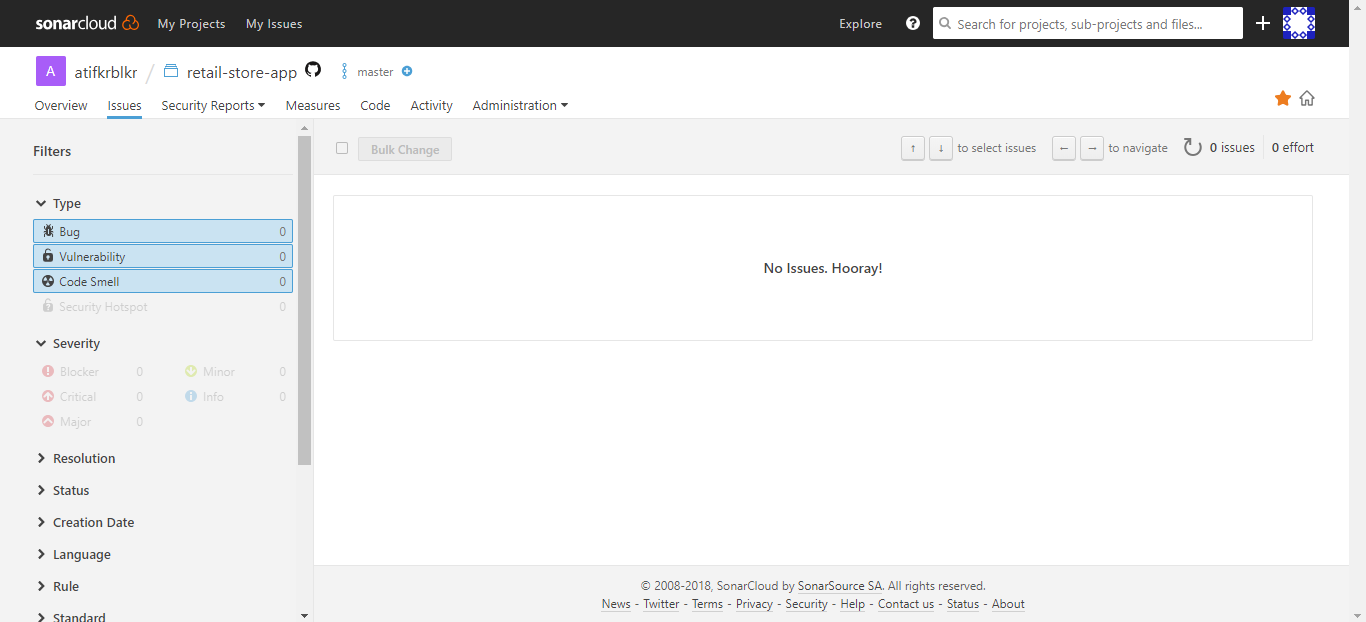 sonarcloud My Projects My Issues Explore Search for projects, sub-projects and files...
A atifkrblkr / retail-store-app master
Overview Issues Security Reports Measures Code Activity Administration
Filters
Bulk Change ↑ ↓ to select issues ← → to navigate 0 issues 0 effort
Type
Bug 0
Vulnerability 0
Code Smell 0
Security Hotspot 0
Severity
Blocker 0 Minor 0
Critical 0 Info 0
Major 0
Resolution
Status
Creation Date
Language
Rule
Standard
No Issues. Hooray!
© 2008-2018, SonarCloud by SonarSource SA. All rights reserved.
News - Twitter - Terms - Privacy - Security - Help - Contact us - Status - About